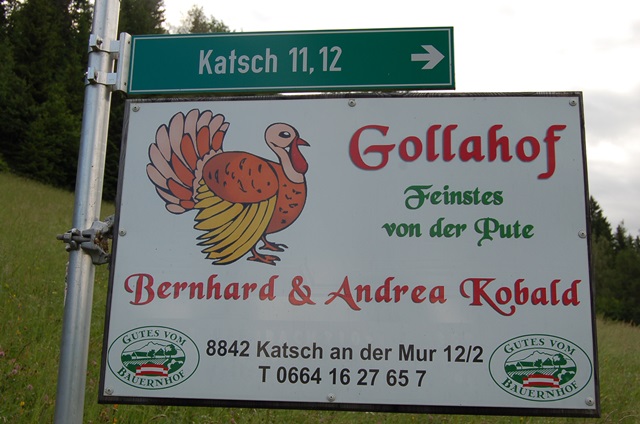 Katsch 11, 12
Gollahof
Feinstes
von der Pute
Bernhard & Andrea Kobald
GUTES VOM
BAUERNHOF
8842 Katsch an der Mur 12/2
T 0664 16 27 65 7
GUTES VOM
BAUERNHOF